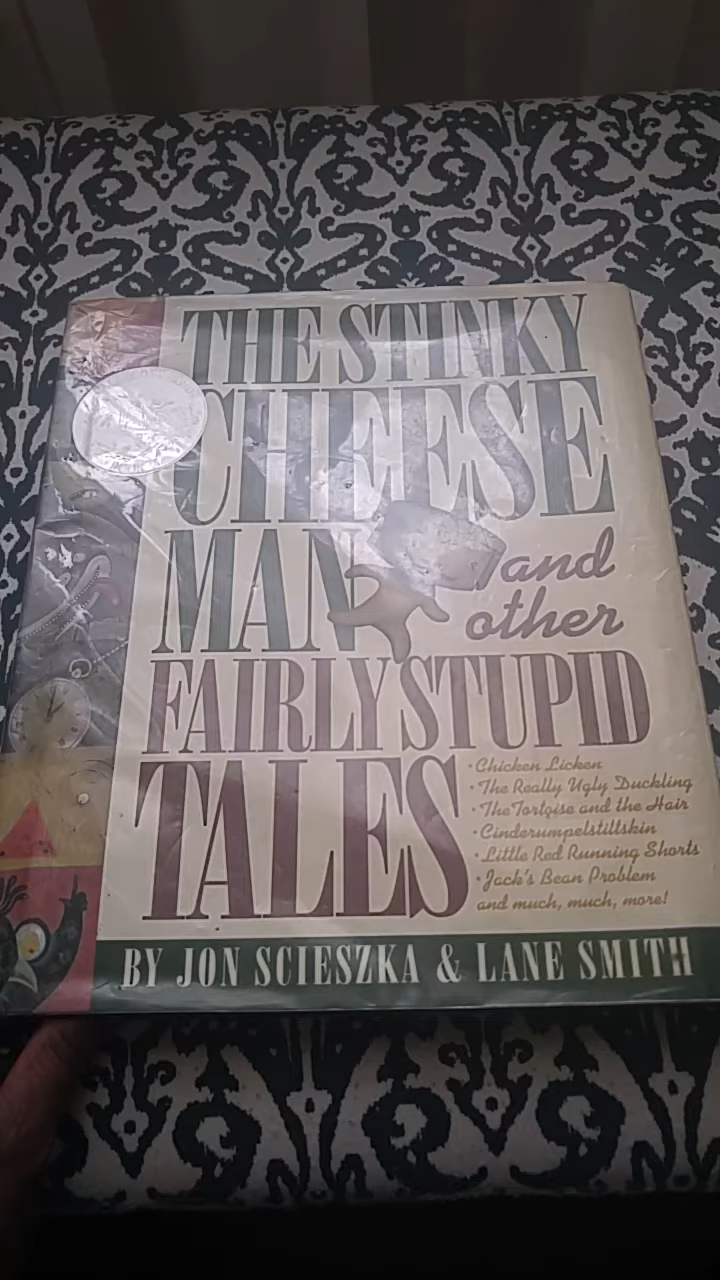 THE STINKY
CHEESE
MAN and
other
FAIRLY STUPID
TALES
• Chicken Licken
• The Really Ugly Duckling
• The Tortoise and the Hair
• Cinderumpelstiltskin
• Little Red Running Shorts
• Jack's Bean Problem
and much, much, more!
BY JON SCIESZKA & LANE SMITH